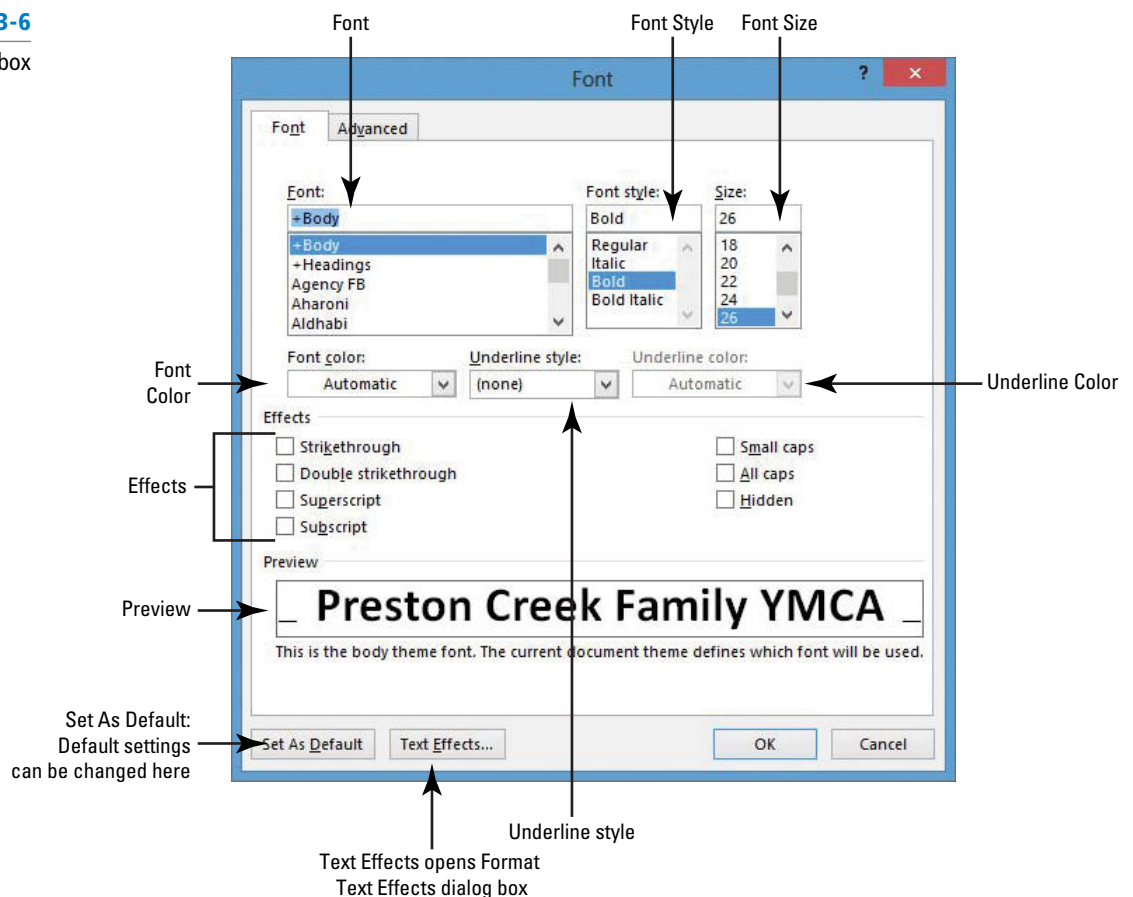 3-6
box
Font Font Style Font Size
Font ? ×
Font Advanced
Font: Font style: Size:
+Body Bold 26
+Body Regular 18
+Headings Italic 20
Agency FB Bold 22
Aharoni Bold Italic 24
Aldhabi 26
Font color: Underline style: Underline color:
Automatic (none) Automatic
Font
Color
Underline Color
Effects
Strikethrough Small caps
Double strikethrough All caps
Superscript Hidden
Subscript
Effects
Preview
Preview
Preston Creek Family YMCA
This is the body theme font. The current document theme defines which font will be used.
Set As Default:
Default settings
can be changed here
Set As Default Text Effects... OK Cancel
Underline style
Text Effects opens Format
Text Effects dialog box